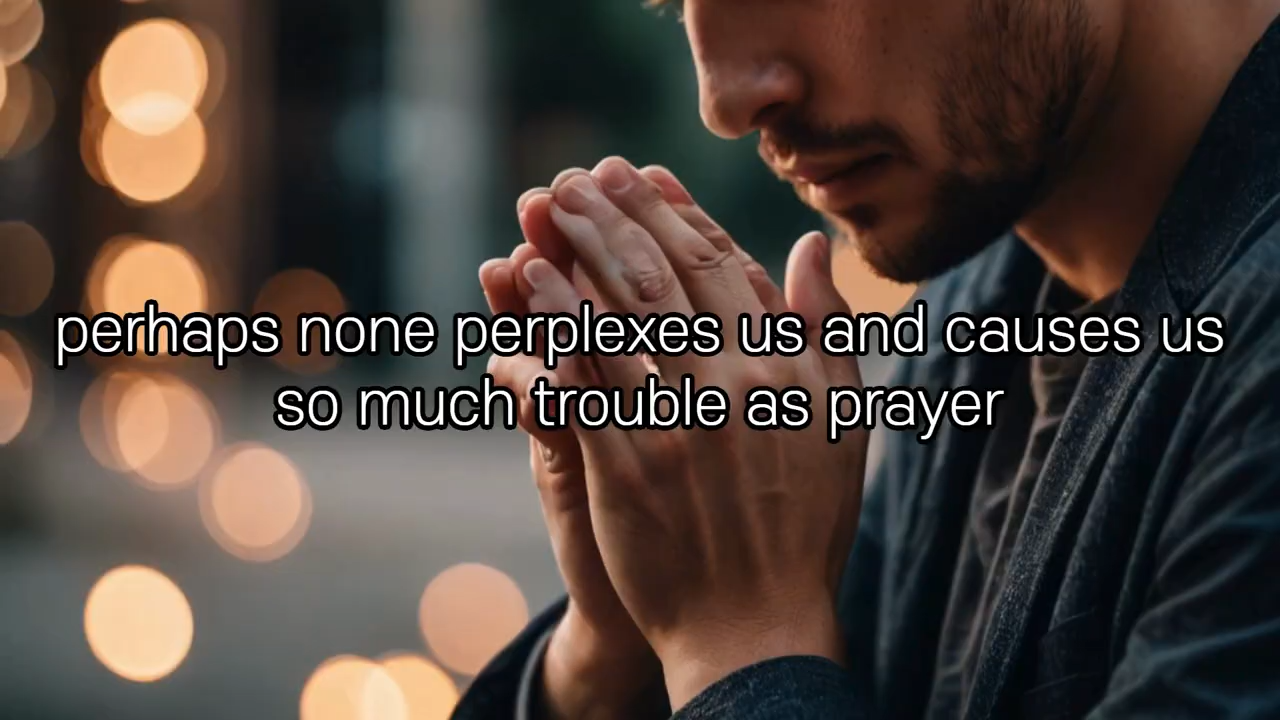 perhaps none perplexes us and causes us
so much trouble as prayer